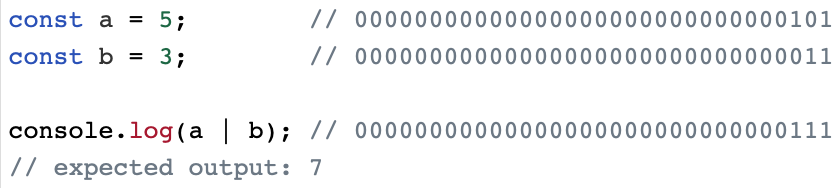 const a = 5;        // 00000000000000000000000000000101
const b = 3;        // 00000000000000000000000000000011
console.log(a | b); // 00000000000000000000000000000111
// expected output: 7